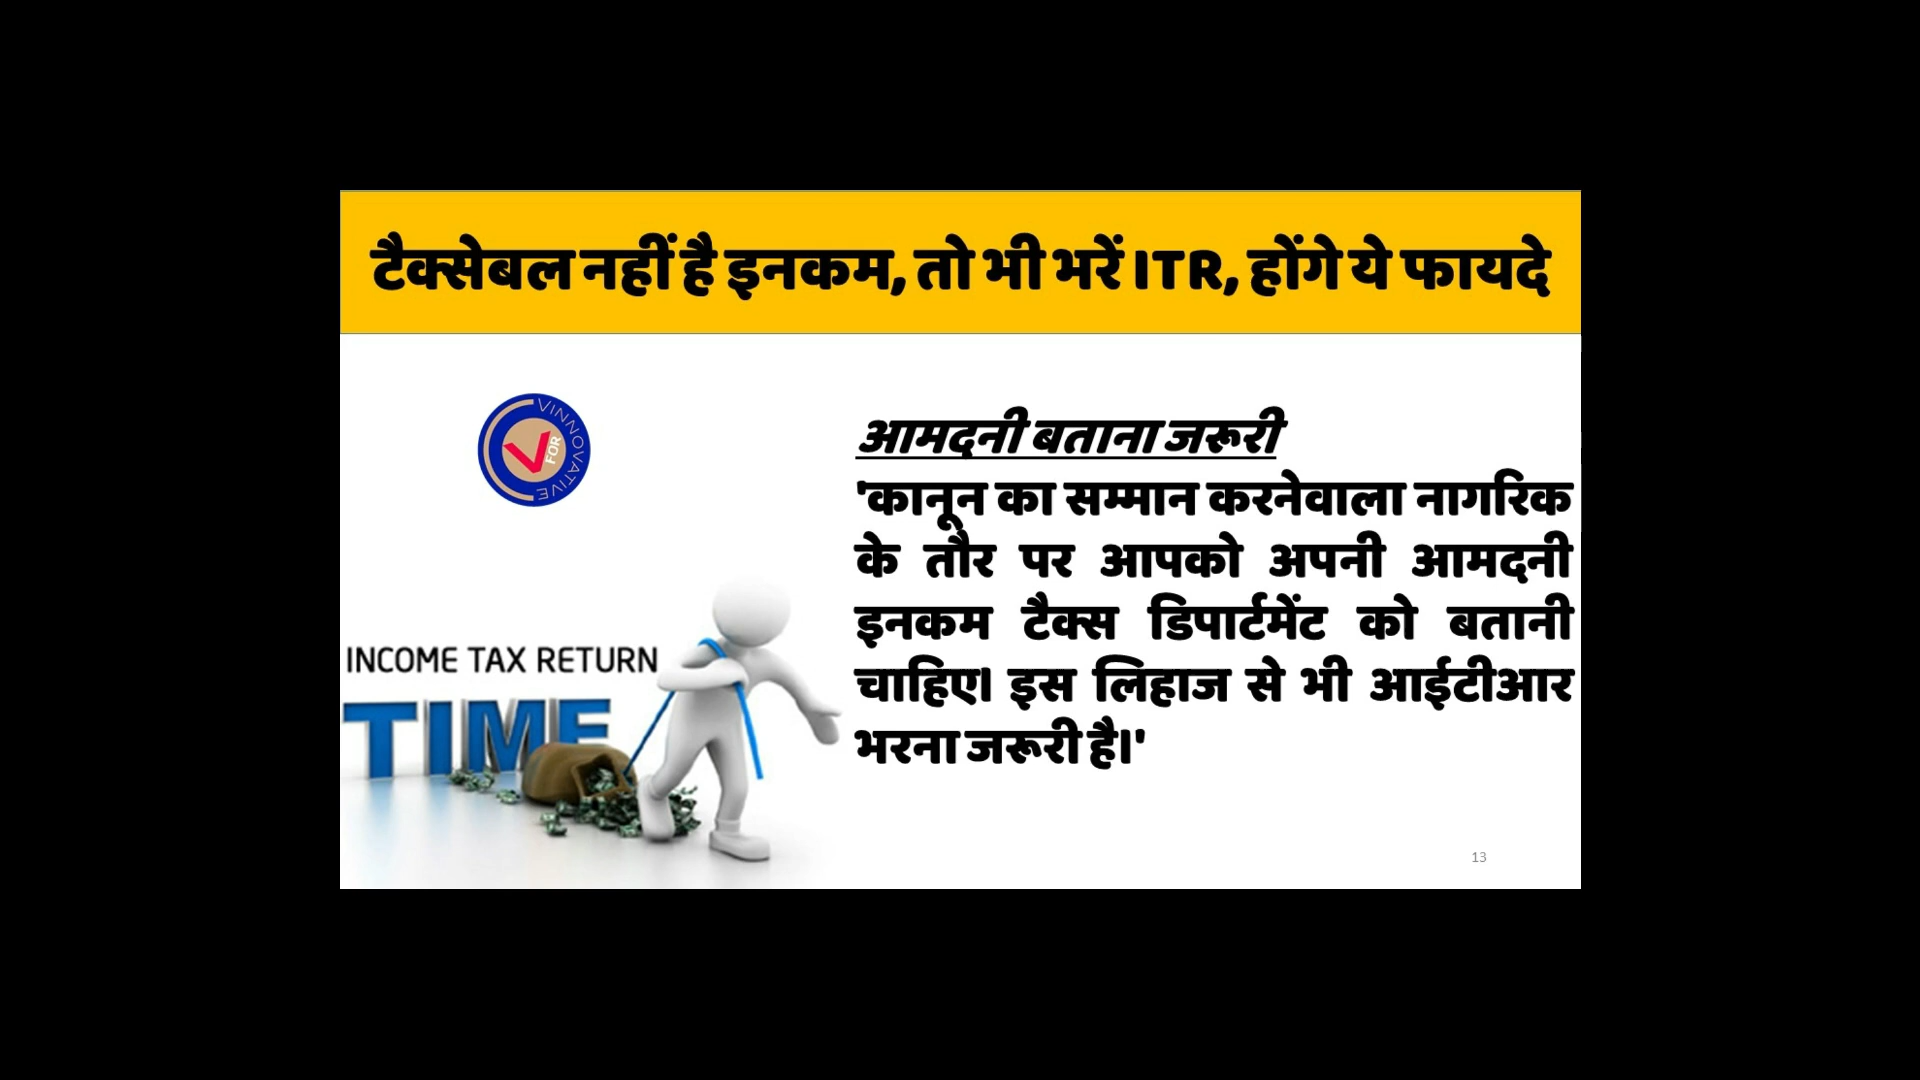 टैक्सेबल नहीं है इनकम, तो भी भरें ITR, होंगे ये फायदे
V FOR VINNOVATIVE
आमदनी बताना जरूरी
'कानून का सम्मान करनेवाला नागरिक
के तौर पर आपको अपनी आमदनी
इनकम टैक्स डिपार्टमेंट को बतानी
चाहिए। इस लिहाज से भी आईटीआर
भरना जरूरी है।'
INCOME TAX RETURN
TIME
13